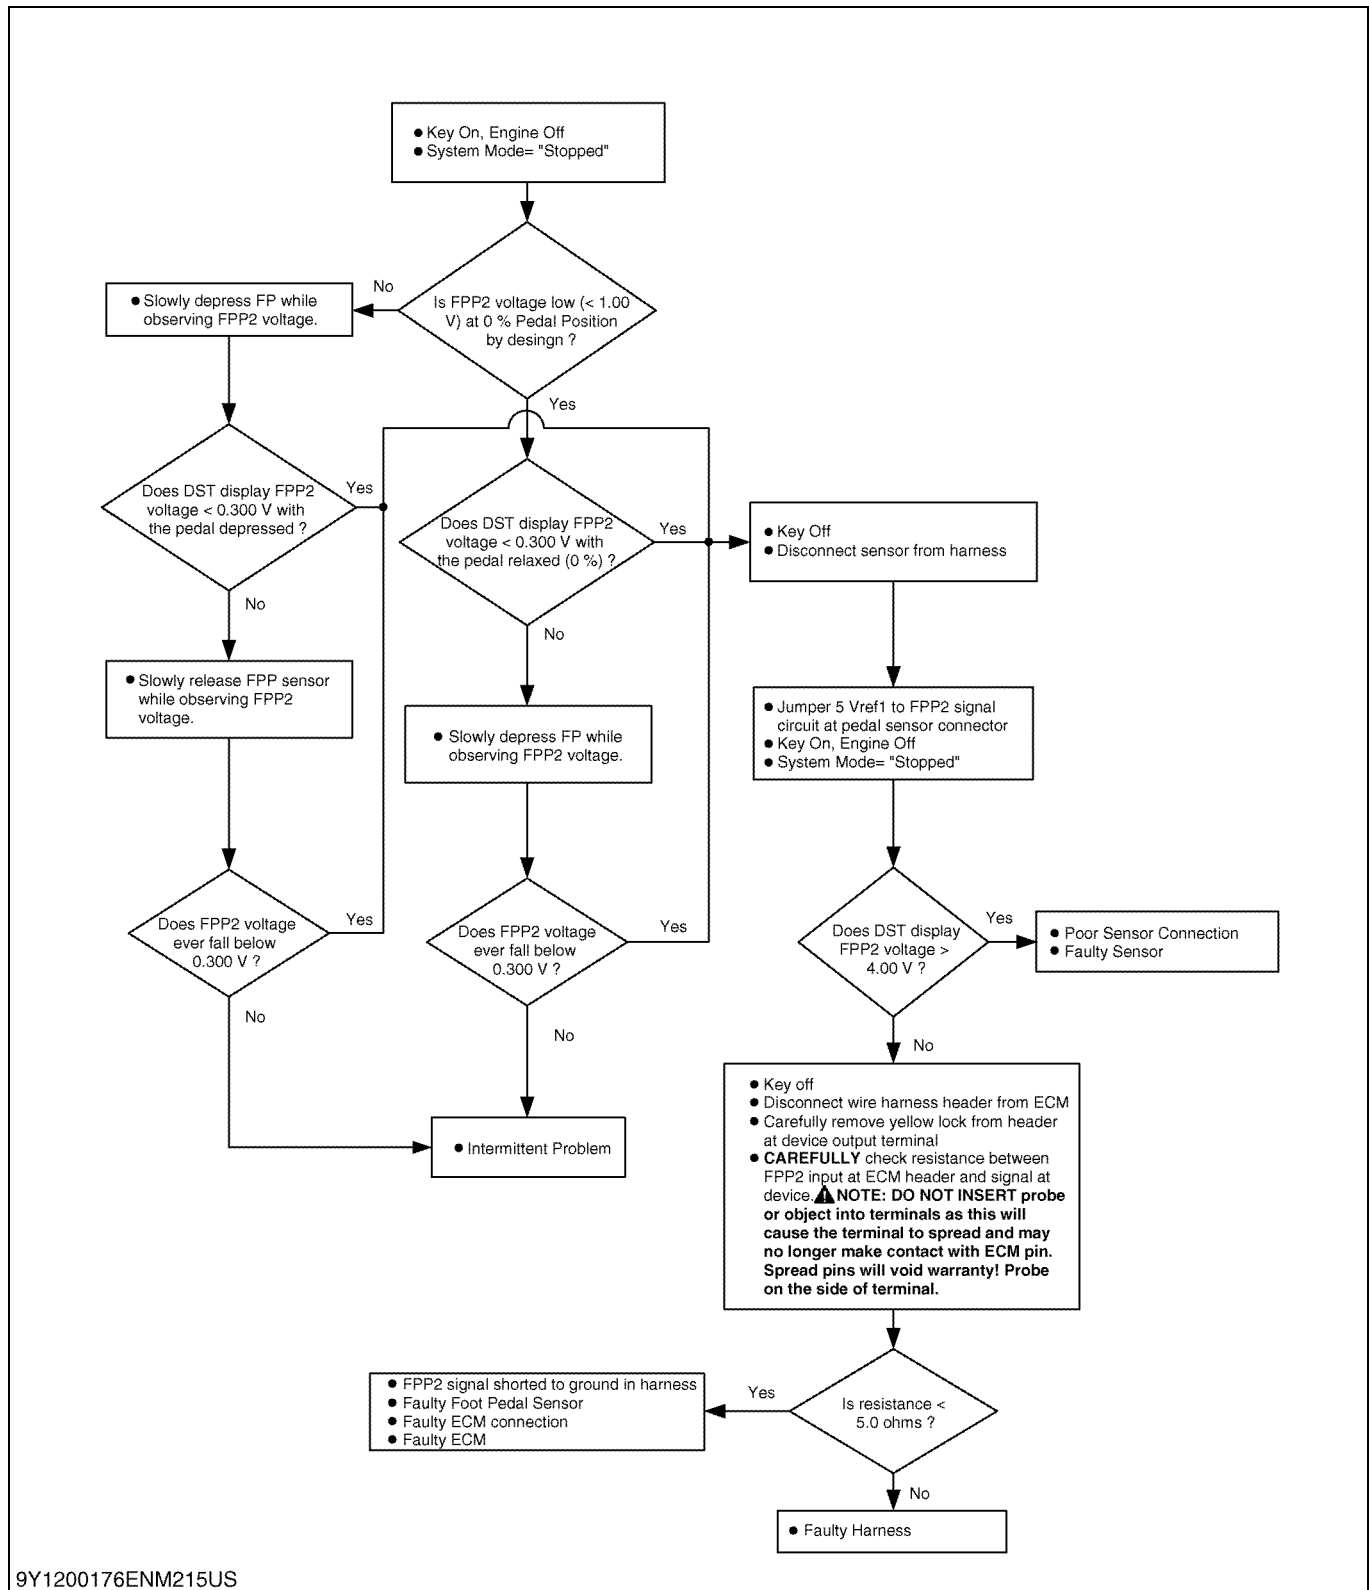 ● Key On, Engine Off
● System Mode= "Stopped"
Is FPP2 voltage low (< 1.00
V) at 0 % Pedal Position
by desingn ?
No
● Slowly depress FP while
observing FPP2 voltage.
Yes
Does DST display FPP2
voltage < 0.300 V with
the pedal depressed ?
Yes
No
● Slowly release FPP sensor
while observing FPP2
voltage.
Does FPP2 voltage
ever fall below
0.300 V ?
Yes
No
Does DST display FPP2
voltage < 0.300 V with
the pedal relaxed (0 %) ?
Yes
No
● Slowly depress FP while
observing FPP2 voltage.
Does FPP2 voltage
ever fall below
0.300 V ?
Yes
No
● Intermittent Problem
● Key Off
● Disconnect sensor from harness
● Jumper 5 Vref1 to FPP2 signal
circuit at pedal sensor connector
● Key On, Engine Off
● System Mode= "Stopped"
Does DST display
FPP2 voltage >
4.00 V ?
Yes
● Poor Sensor Connection
● Faulty Sensor
No
● Key off
● Disconnect wire harness header from ECM
● Carefully remove yellow lock from header
at device output terminal
● CAREFULLY check resistance between
FPP2 input at ECM header and signal at
device. NOTE: DO NOT INSERT probe
or object into terminals as this will
cause the terminal to spread and may
no longer make contact with ECM pin.
Spread pins will void warranty! Probe
on the side of terminal.
Is resistance <
5.0 ohms ?
Yes
● FPP2 signal shorted to ground in harness
● Faulty Foot Pedal Sensor
● Faulty ECM connection
● Faulty ECM
No
● Faulty Harness
9Y1200176ENM215US